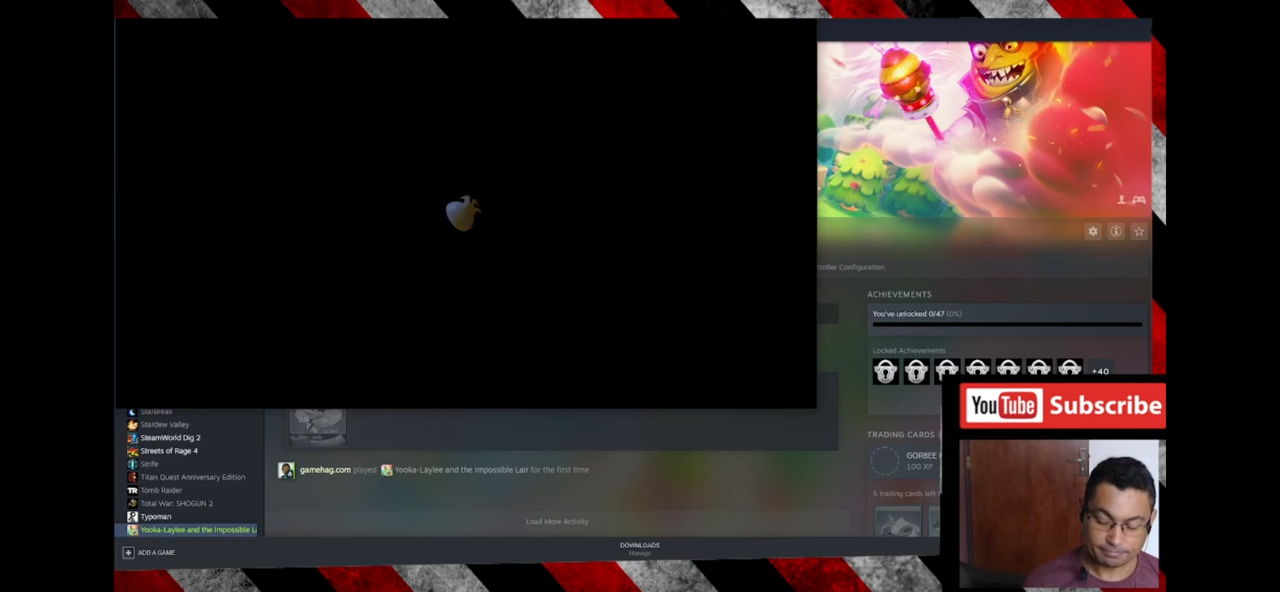 troller Configuration
ACHIEVEMENTS
You've unlocked 0/47 (0%)
Locked Achievements
+40
YouTube Subscribe
StarBreak
Stardew Valley
SteamWorld Dig 2
Streets of Rage 4
Strife
Titan Quest Anniversary Edition
TR Tomb Raider
Total War: SHOGUN 2
Typoman
Yooka-Laylee and the Impossible L
gamehag.com played Yooka-Laylee and the Impossible Lair for the first time
Load More Activity
TRADING CARDS
GORBEE
100 XP
5 trading cards left
+ ADD A GAME
DOWNLOADS
Manage